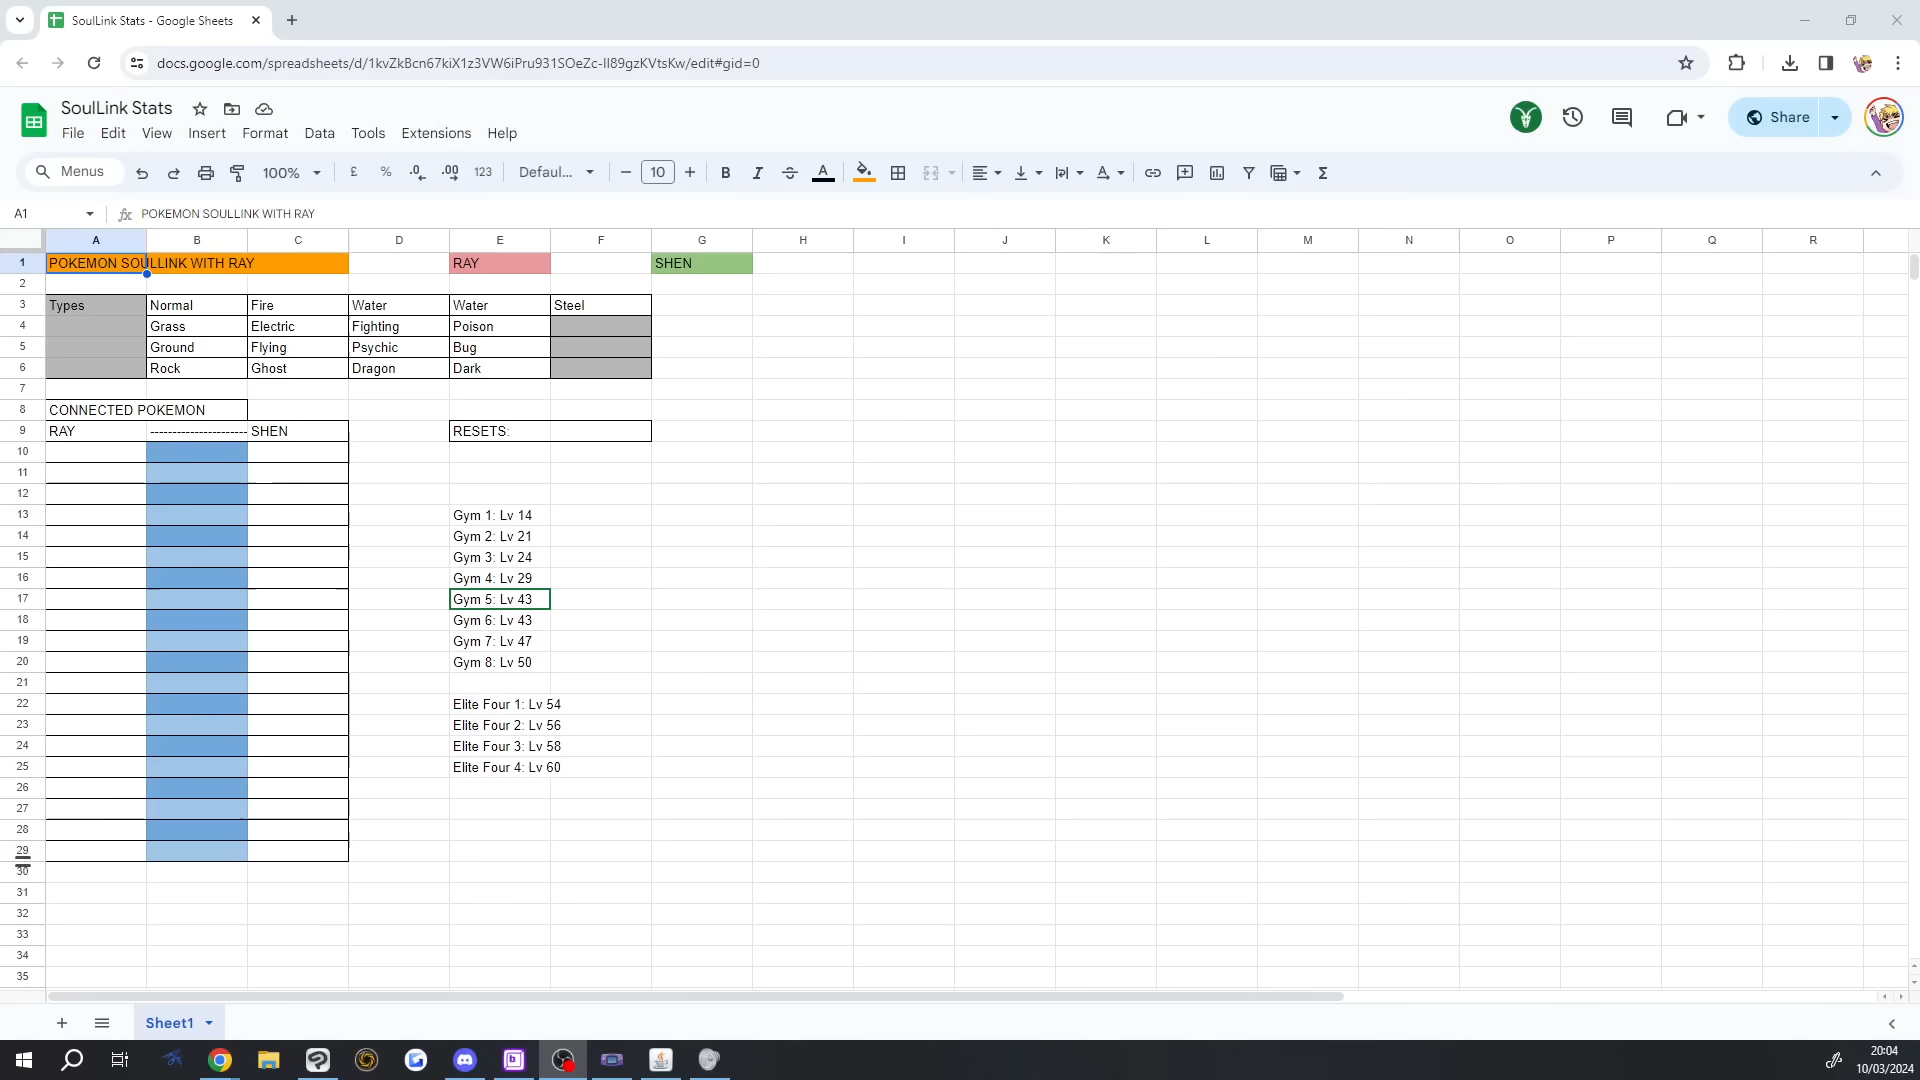 SoulLink Stats - Google Sheets
docs.google.com/spreadsheets/d/1kvZkBcn67kiX1z3VW6iPru931SOeZc-II89gzKVtsKw/edit#gid=0
SoulLink Stats
File Edit View Insert Format Data Tools Extensions Help
Share
Menus 100% £ % .0 .00 123 Defaul... 10 B I A Σ
A1 fx POKEMON SOULLINK WITH RAY
A B C D E F G H I J K L M N O P Q R
1 POKEMON SOULLINK WITH RAY RAY SHEN
2
3 Types Normal Fire Water Water Steel
4 Grass Electric Fighting Poison
5 Ground Flying Psychic Bug
6 Rock Ghost Dragon Dark
7
8 CONNECTED POKEMON
9 RAY ---------------------- SHEN RESETS:
10
11
12
13 Gym 1: Lv 14
14 Gym 2: Lv 21
15 Gym 3: Lv 24
16 Gym 4: Lv 29
17 Gym 5: Lv 43
18 Gym 6: Lv 43
19 Gym 7: Lv 47
20 Gym 8: Lv 50
21
22 Elite Four 1: Lv 54
23 Elite Four 2: Lv 56
24 Elite Four 3: Lv 58
25 Elite Four 4: Lv 60
26
27
28
29
30
31
32
33
34
35
Sheet1
20:04
10/03/2024